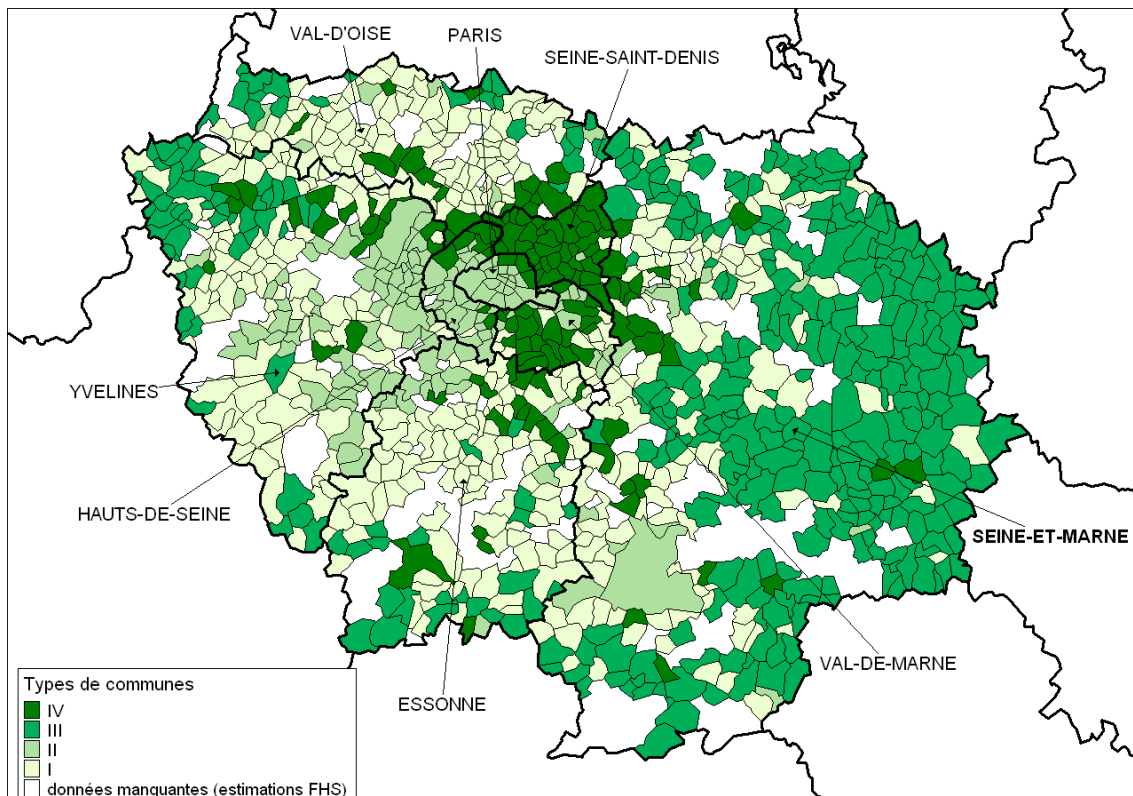 VAL-D'OISE
PARIS
SEINE-SAINT-DENIS
YVELINES
HAUTS-DE-SEINE
SEINE-ET-MARNE
VAL-DE-MARNE
ESSONNE
Types de communes
IV
III
II
I
données manquantes (estimations FHS)